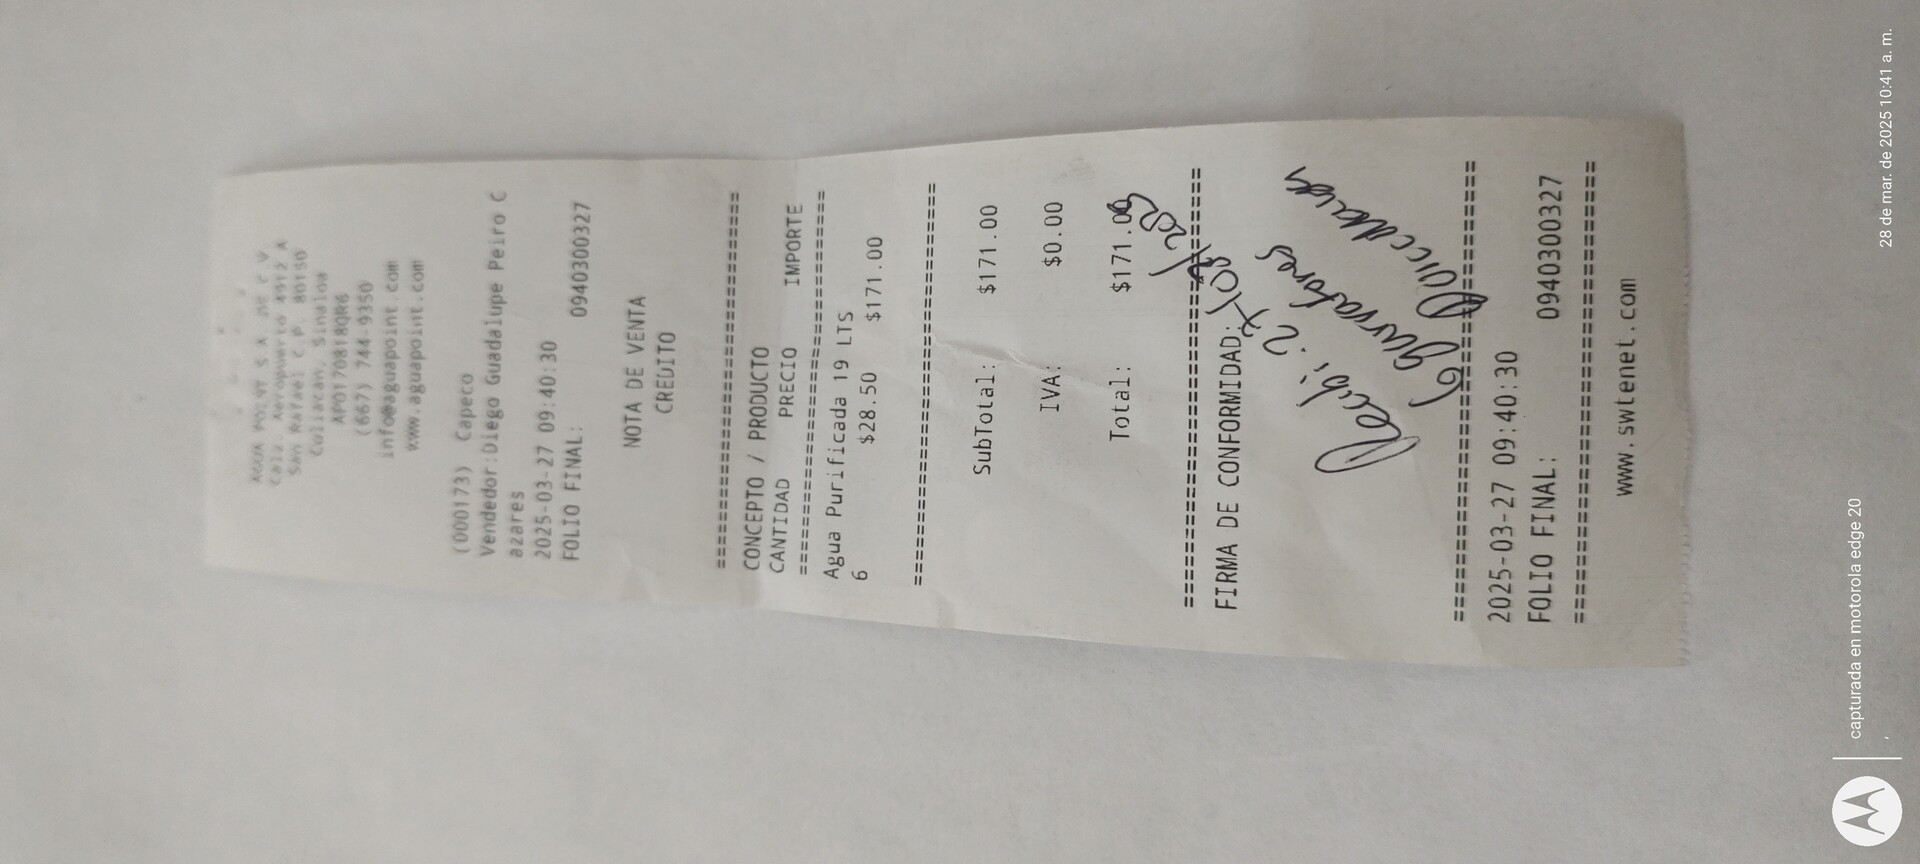 AGUA POINT S.A. DE C.V.
Calz. Aeropuerto 4912 A
San Rafael C.P. 80150
Culiacan, Sinaloa
APO170818QR6
(667) 744-9350
info@aguapoint.com
www.aguapoint.com
(000173) Capeco
Vendedor:Diego Guadalupe Peiro C
azares
2025-03-27 09:40:30
FOLIO FINAL: 0940300327
NOTA DE VENTA
CREDITO
================================
CONCEPTO / PRODUCTO
CANTIDAD PRECIO IMPORTE
================================
Agua Purificada 19 LTS
6 $28.50 $171.00
================================
SubTotal: $171.00
IVA: $0.00
Total: $171.00
================================
FIRMA DE CONFORMIDAD:
Recibi: 27/03/2025
6 garrafones
================================
2025-03-27 09:40:30
FOLIO FINAL: 0940300327
================================
www.swtenet.com
capturada en motorola edge 20
28 de mar. de 2025 10:41 a. m.